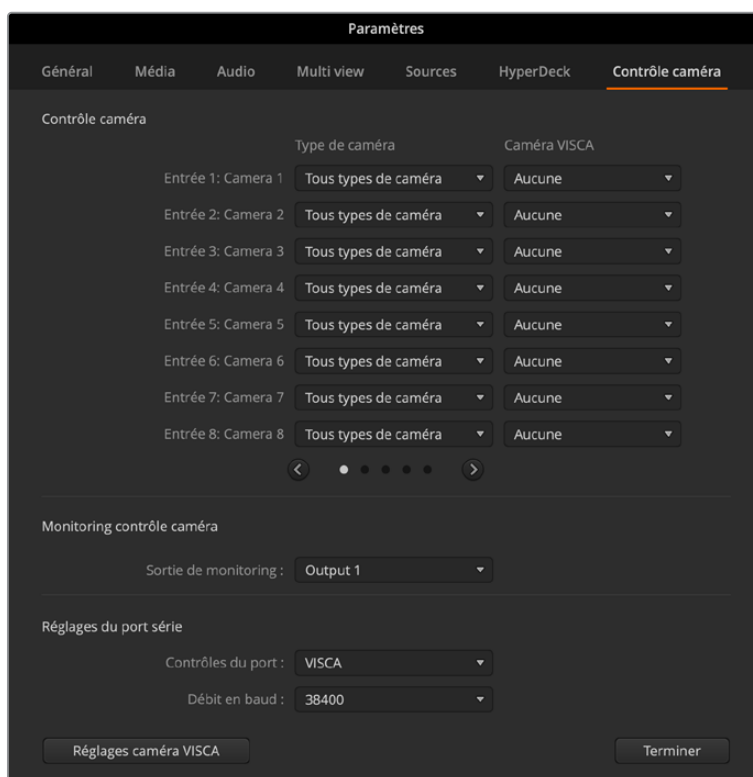 Paramètres
Général Média Audio Multi view Sources HyperDeck Contrôle caméra
Contrôle caméra
Type de caméra Caméra VISCA
Entrée 1: Camera 1 Tous types de caméra Aucune
Entrée 2: Camera 2 Tous types de caméra Aucune
Entrée 3: Camera 3 Tous types de caméra Aucune
Entrée 4: Camera 4 Tous types de caméra Aucune
Entrée 5: Camera 5 Tous types de caméra Aucune
Entrée 6: Camera 6 Tous types de caméra Aucune
Entrée 7: Camera 7 Tous types de caméra Aucune
Entrée 8: Camera 8 Tous types de caméra Aucune
Monitoring contrôle caméra
Sortie de monitoring : Output 1
Réglages du port série
Contrôles du port : VISCA
Débit en baud : 38400
Réglages caméra VISCA Terminer